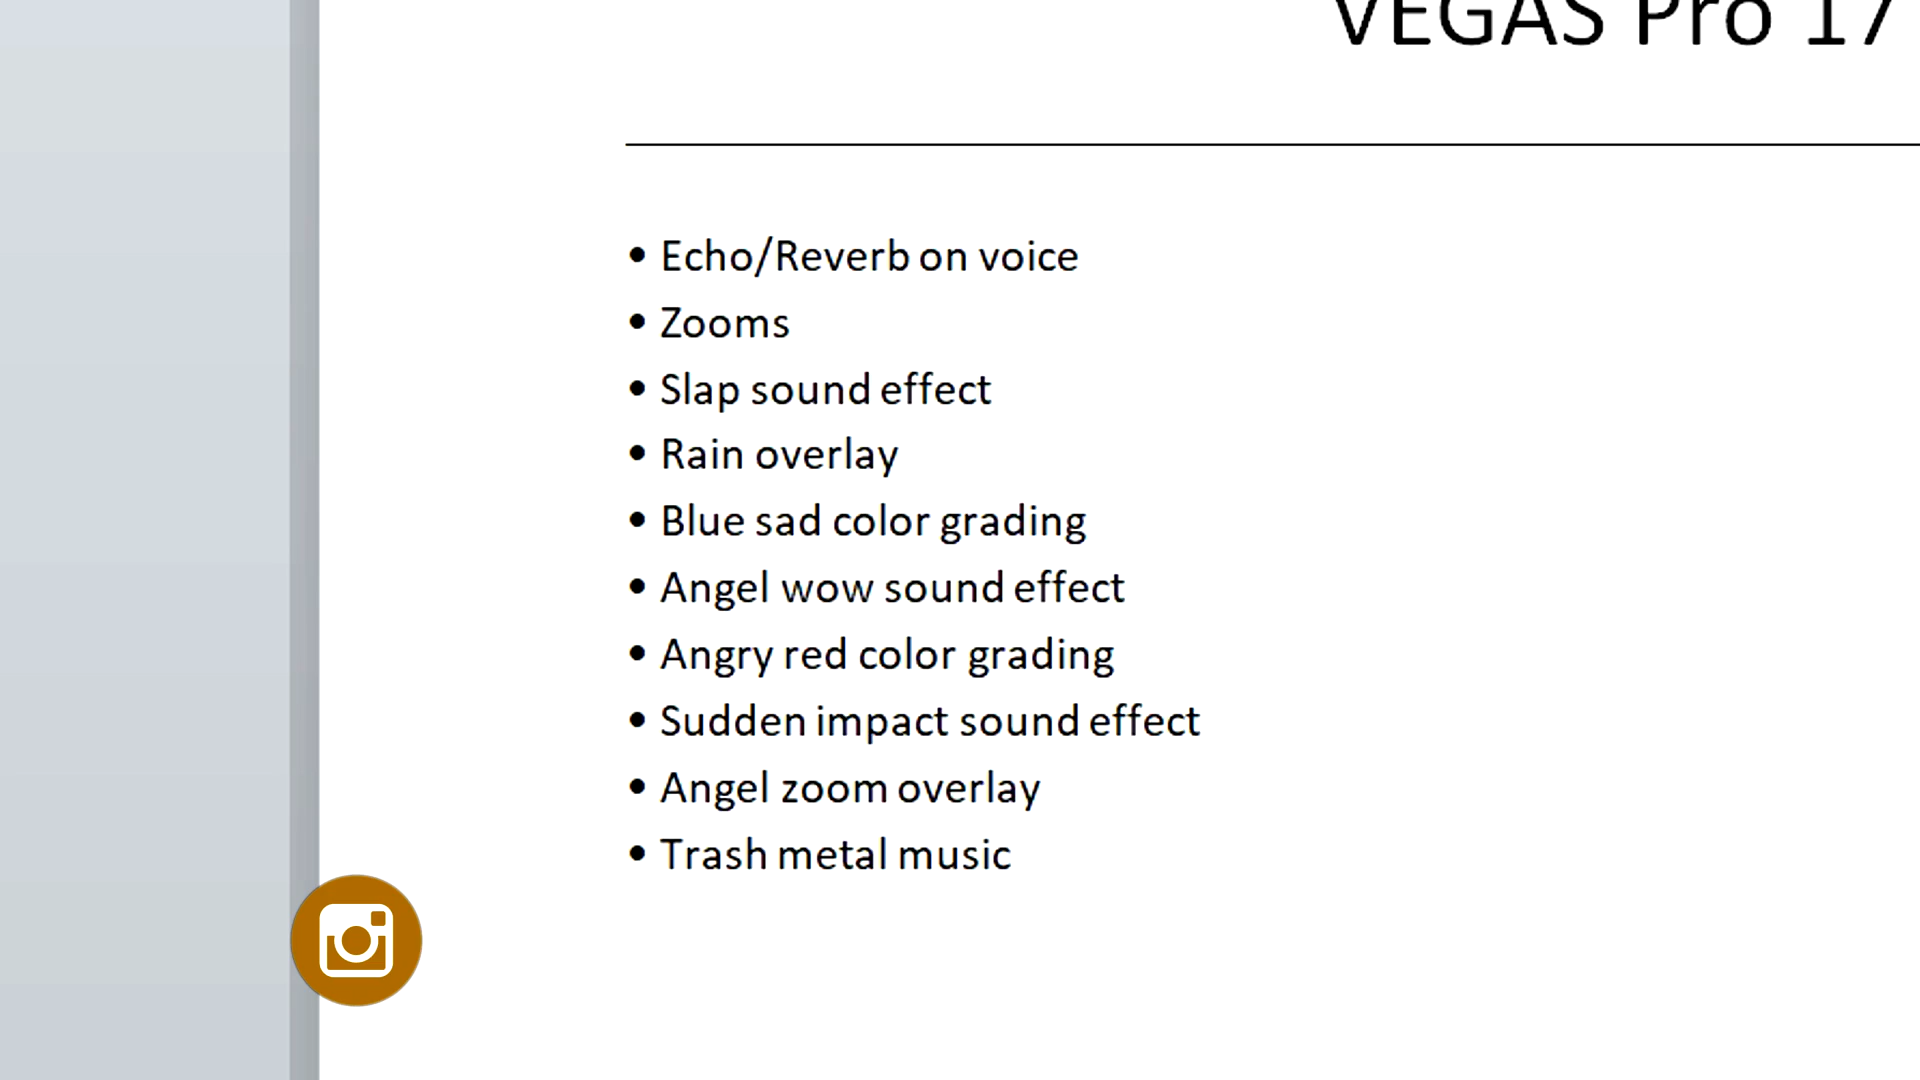 VEGAS Pro 17
• Echo/Reverb on voice
• Zooms
• Slap sound effect
• Rain overlay
• Blue sad color grading
• Angel wow sound effect
• Angry red color grading
• Sudden impact sound effect
• Angel zoom overlay
• Trash metal music